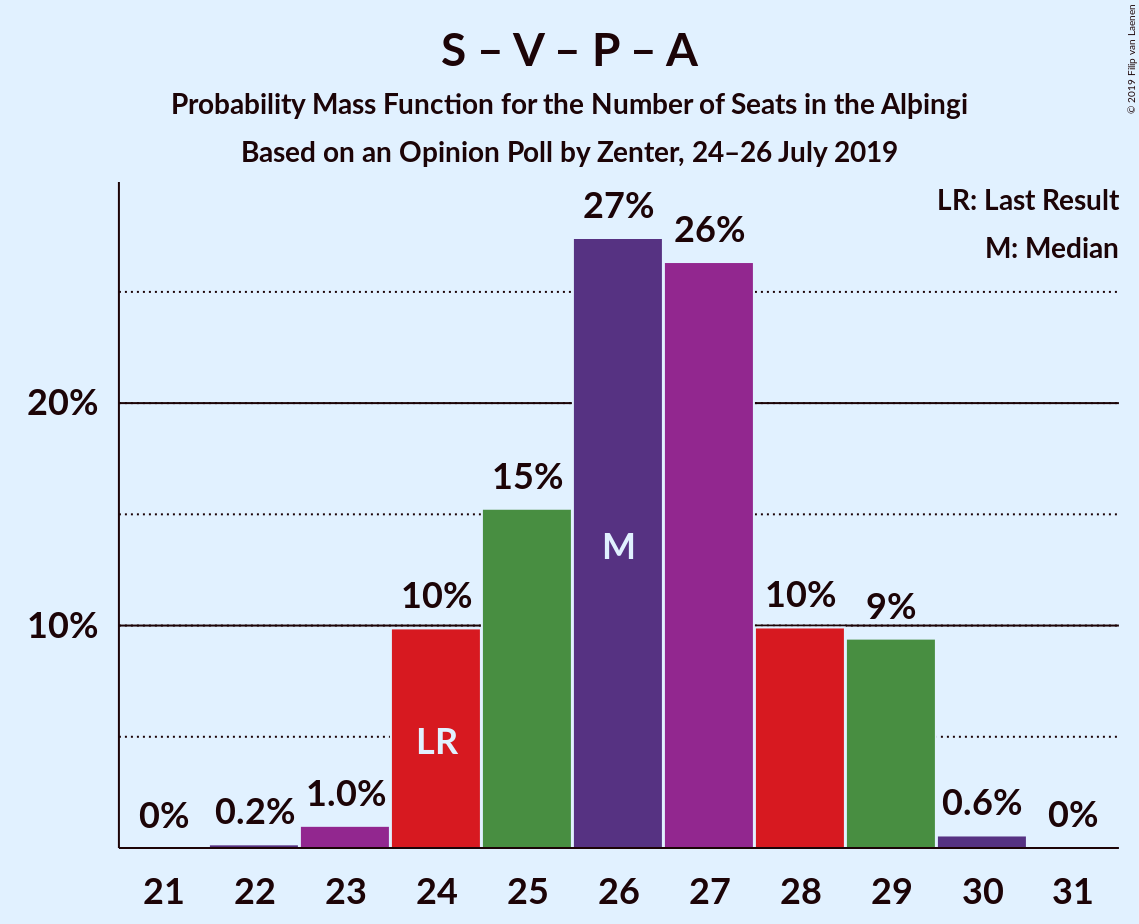 S – V – P – A
Probability Mass Function for the Number of Seats in the Alþingi
Based on an Opinion Poll by Zenter, 24–26 July 2019
© 2019 Filip van Laenen
LR: Last Result
M: Median
27%
26%
20%
15%
M
10%
10%
9%
10%
LR
0%
0.2%
1.0%
0.6%
0%
21 22 23 24 25 26 27 28 29 30 31